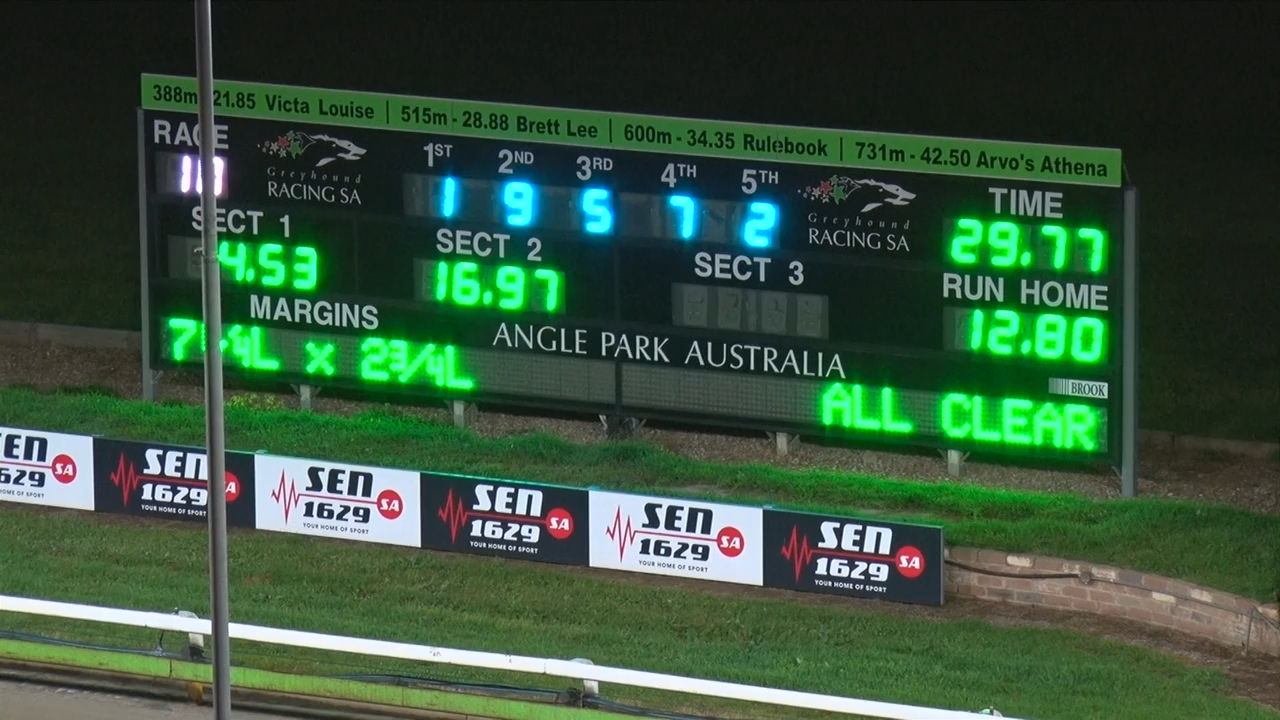 388m 21.85 Victa Louise | 515m - 28.88 Brett Lee | 600m - 34.35 Rulebook | 731m - 42.50 Arvo's Athena
RACE
Greyhound
RACING SA
1ST 2ND 3RD 4TH 5TH
1 9 5 7 2
Greyhound
RACING SA
TIME
29.77
SECT 1
4.53
SECT 2
16.97
SECT 3
RUN HOME
12.80
MARGINS
x 2 3/4L
ANGLE PARK AUSTRALIA
BROOK
ALL CLEAR
SEN
1629 SA
HOME OF SPORT
SEN
1629
YOUR HOME OF SPORT
SEN
1629 SA
YOUR HOME OF SPORT
SEN
1629 SA
YOUR HOME OF SPORT
SEN
1629 SA
YOUR HOME OF SPORT
SEN
1629 SA
YOUR HOME OF SPORT